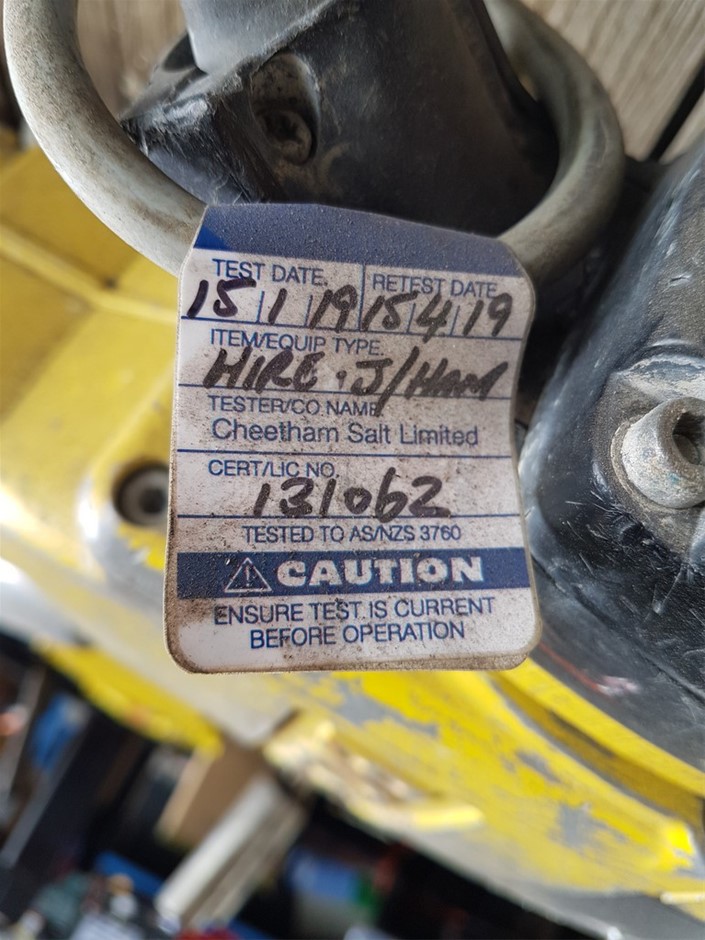 TEST DATE RETEST DATE
15/1/19 15/4/19
ITEM/EQUIP TYPE
HIRE. J/HAM
TESTER/CO NAME
Cheetham Salt Limited
CERT/LIC NO.
131062
TESTED TO AS/NZS 3760
CAUTION
ENSURE TEST IS CURRENT
BEFORE OPERATION